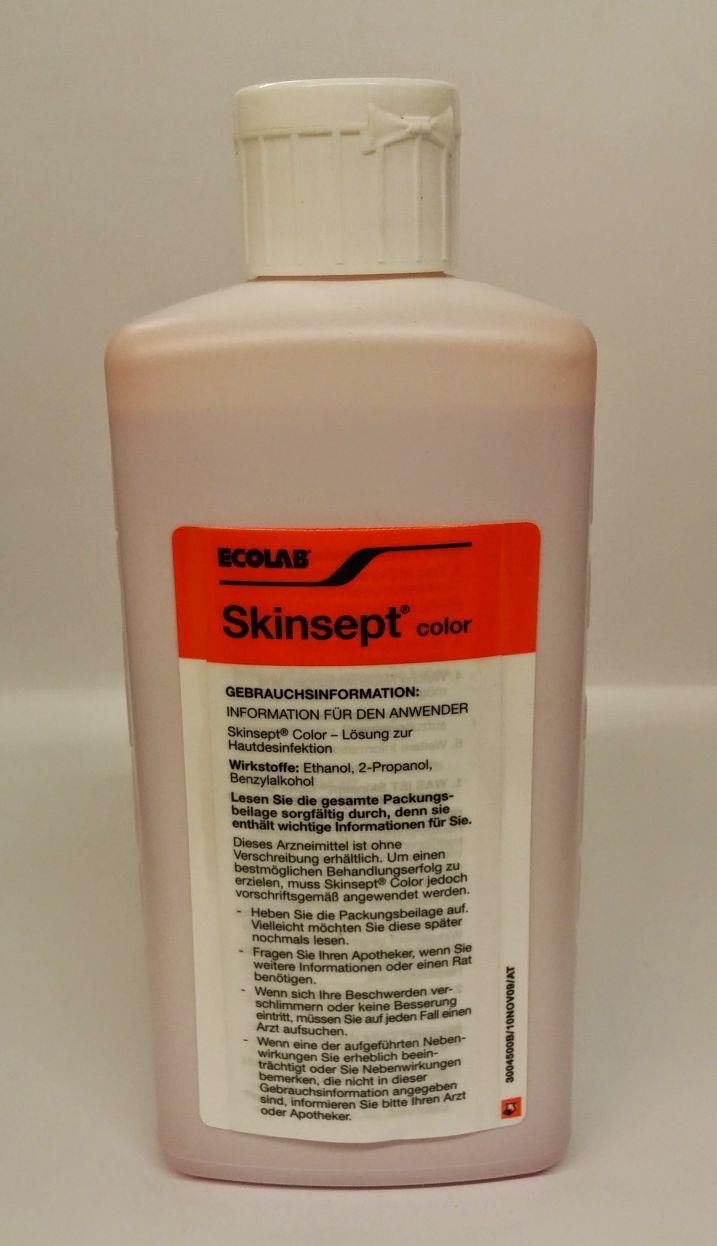 ECOLAB®
Skinsept® color
GEBRAUCHSINFORMATION:
INFORMATION FÜR DEN ANWENDER
Skinsept® Color – Lösung zur
Hautdesinfektion
Wirkstoffe: Ethanol, 2-Propanol,
Benzylalkohol
Lesen Sie die gesamte Packungs-
beilage sorgfältig durch, denn sie
enthält wichtige Informationen für Sie.
Dieses Arzneimittel ist ohne
Verschreibung erhältlich. Um einen
bestmöglichen Behandlungserfolg zu
erzielen, muss Skinsept® Color jedoch
vorschriftsgemäß angewendet werden.
- Heben Sie die Packungsbeilage auf.
Vielleicht möchten Sie diese später
nochmals lesen.
- Fragen Sie Ihren Apotheker, wenn Sie
weitere Informationen oder einen Rat
benötigen.
- Wenn sich Ihre Beschwerden ver-
schlimmern oder keine Besserung
eintritt, müssen Sie auf jeden Fall einen
Arzt aufsuchen.
- Wenn eine der aufgeführten Neben-
wirkungen Sie erheblich beein-
trächtigt oder Sie Nebenwirkungen
bemerken, die nicht in dieser
Gebrauchsinformation angegeben
sind, informieren Sie bitte Ihren Arzt
oder Apotheker.
3004500B/10NOV09/AT